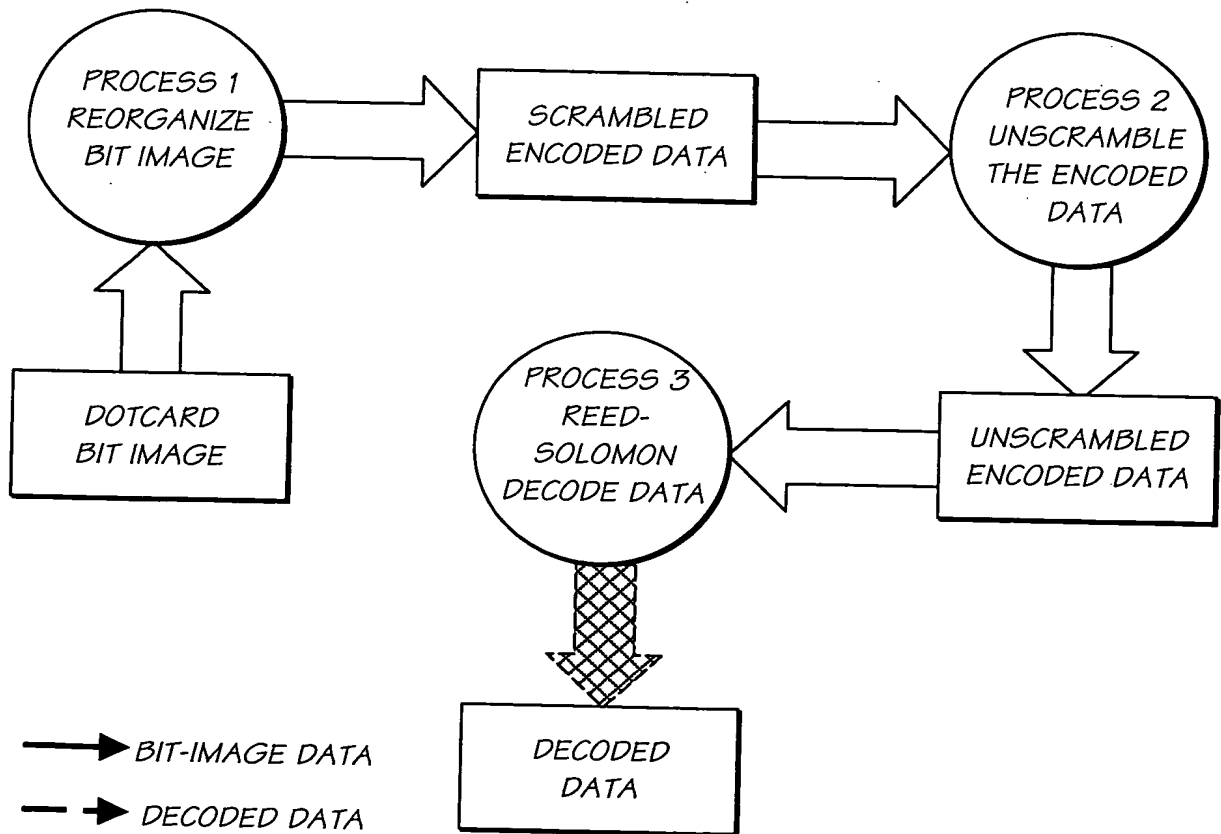 PROCESS 1
REORGANIZE
BIT IMAGE
SCRAMBLED
ENCODED DATA
PROCESS 2
UNSCRAMBLE
THE ENCODED
DATA
DOTCARD
BIT IMAGE
PROCESS 3
REED-
SOLOMON
DECODE DATA
UNSCRAMBLED
ENCODED DATA
DECODED
DATA
BIT-IMAGE DATA
DECODED DATA